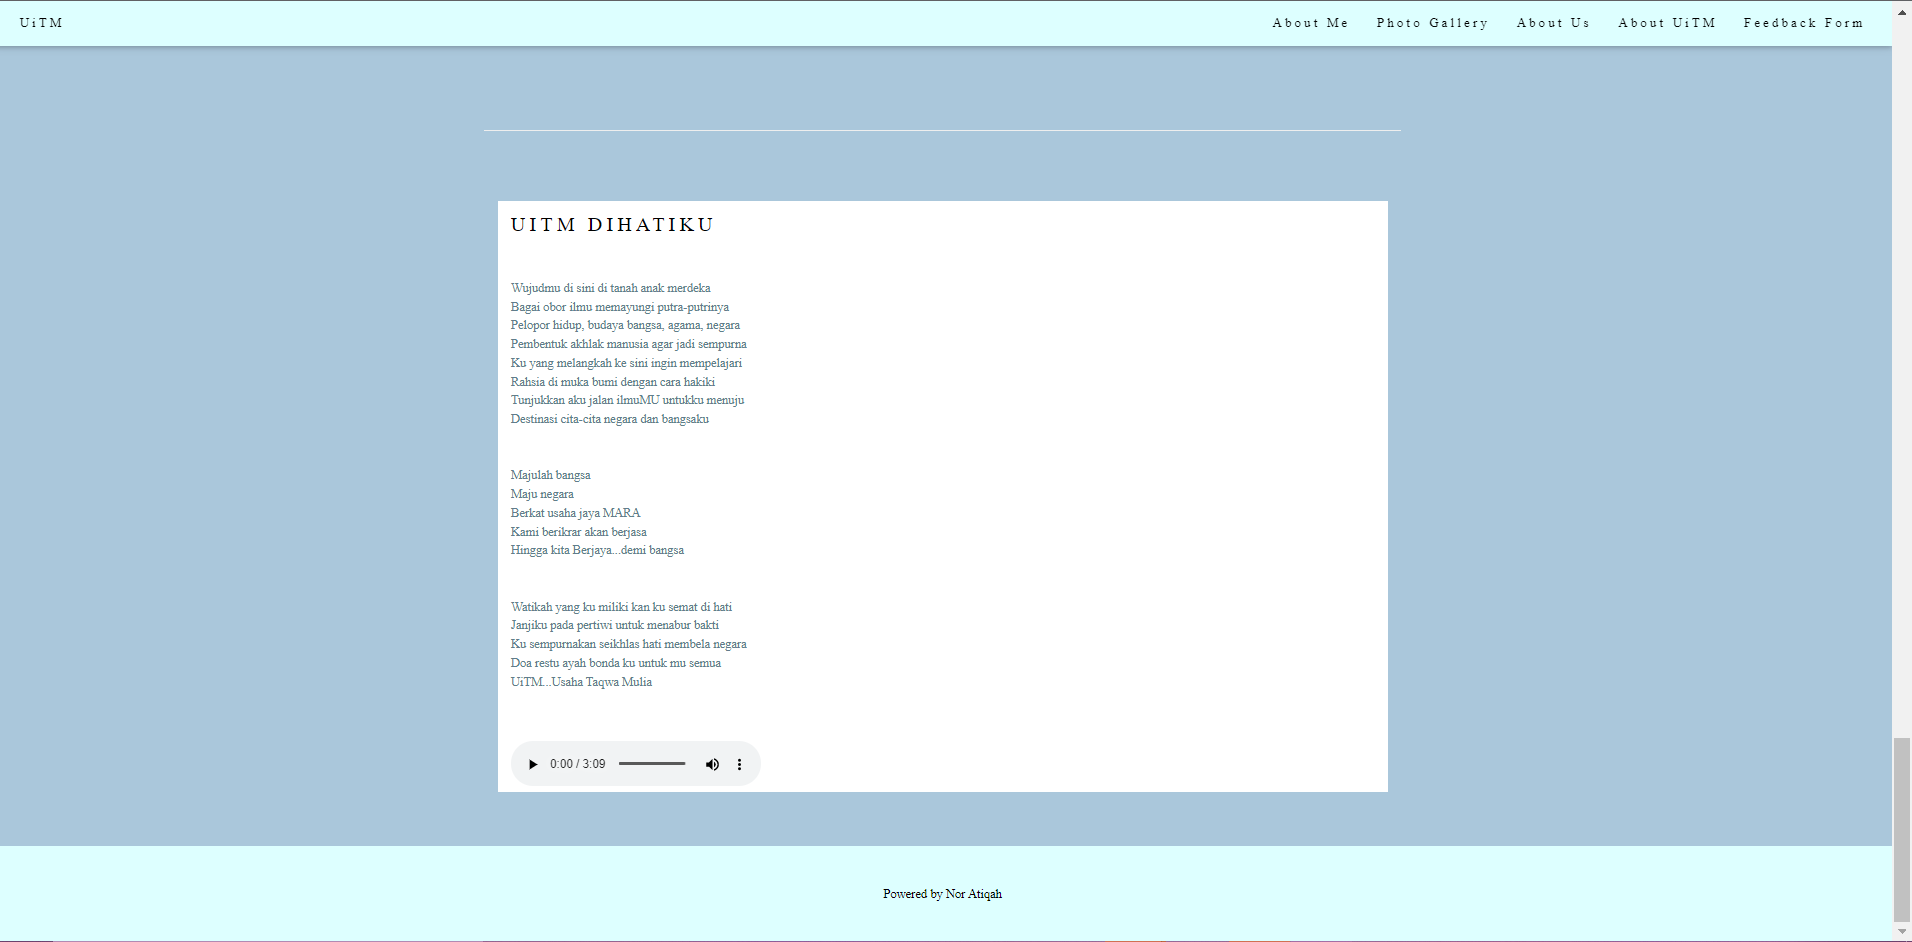 UiTM
About Me
Photo Gallery
About Us
About UiTM
Feedback Form
UITM DIHATIKU
Wujudmu di sini di tanah anak merdeka
Bagai obor ilmu memayungi putra-putrinya
Pelopor hidup, budaya bangsa, agama, negara
Pembentuk akhlak manusia agar jadi sempurna
Ku yang melangkah ke sini ingin mempelajari
Rahsia di muka bumi dengan cara hakiki
Tunjukkan aku jalan ilmuMU untukku menuju
Destinasi cita-cita negara dan bangsaku
Majulah bangsa
Maju negara
Berkat usaha jaya MARA
Kami berikrar akan berjasa
Hingga kita Berjaya...demi bangsa
Watikah yang ku miliki kan ku semat di hati
Janjiku pada pertiwi untuk menabur bakti
Ku sempurnakan seikhlas hati membela negara
Doa restu ayah bonda ku untuk mu semua
UiTM...Usaha Taqwa Mulia
0:00 / 3:09
Powered by Nor Atiqah